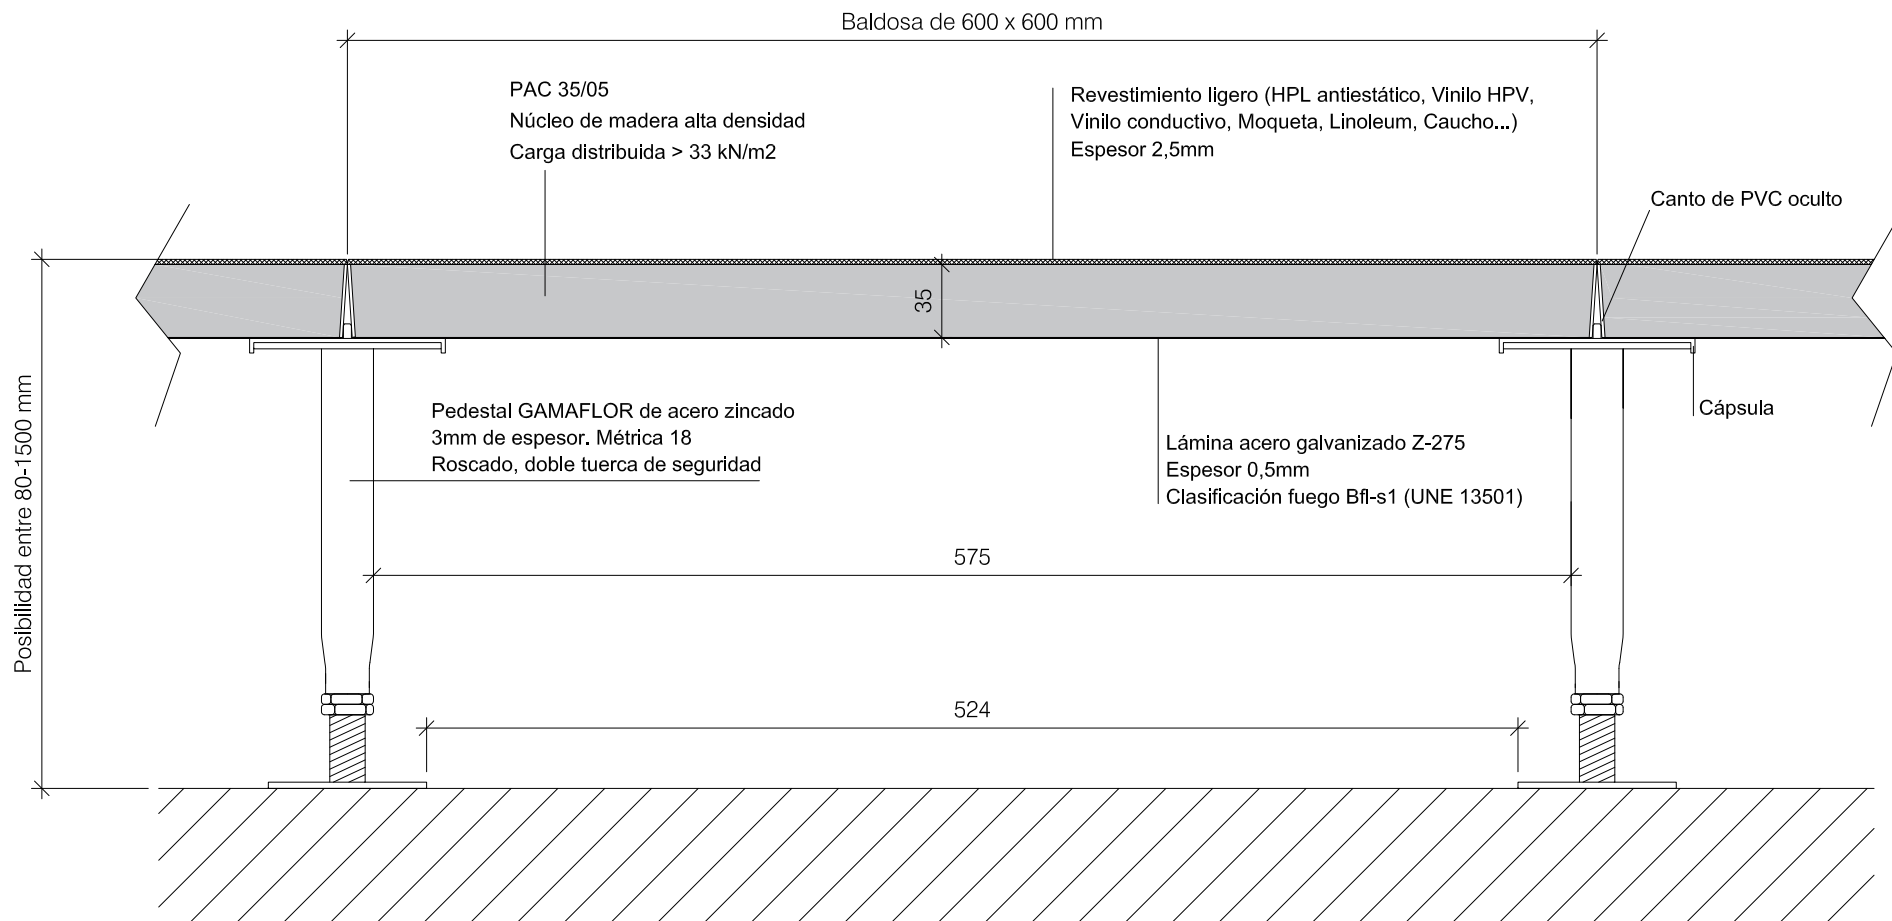 Baldosa de 600 x 600 mm
PAC 35/05
Núcleo de madera alta densidad
Carga distribuida > 33 kN/m2
Revestimiento ligero (HPL antiestático, Vinilo HPV,
Vinilo conductivo, Moqueta, Linoleum, Caucho...)
Espesor 2,5mm
Canto de PVC oculto
35
Posibilidad entre 80-1500 mm
Pedestal GAMAFLOR de acero zincado
3mm de espesor. Métrica 18
Roscado, doble tuerca de seguridad
Cápsula
Lámina acero galvanizado Z-275
Espesor 0,5mm
Clasificación fuego Bfl-s1 (UNE 13501)
575
524